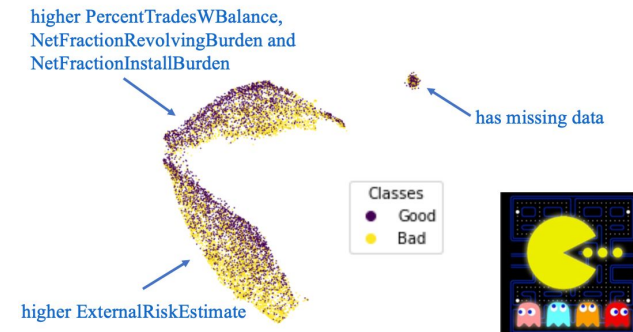 higher PercentTradesWBalance,
NetFractionRevolvingBurden and
NetFractionInstallBurden
has missing data
Classes
Good
Bad
higher ExternalRiskEstimate